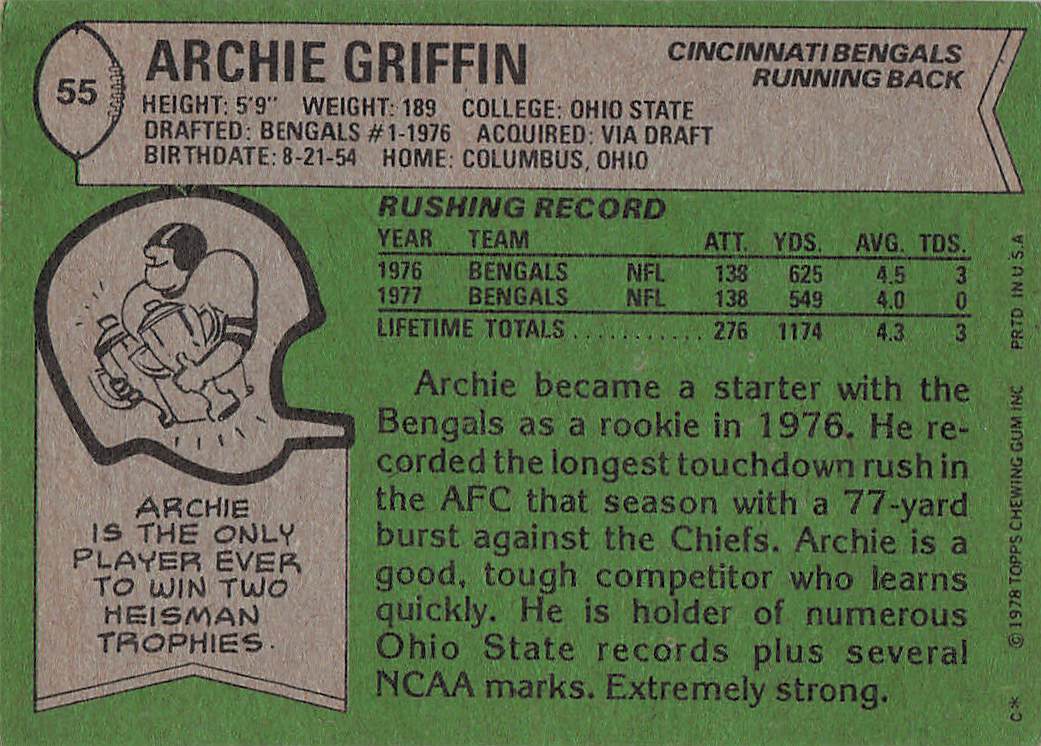 55
ARCHIE GRIFFIN
CINCINNATI BENGALS
RUNNING BACK
HEIGHT: 5'9" WEIGHT: 189 COLLEGE: OHIO STATE
DRAFTED: BENGALS #1-1976 ACQUIRED: VIA DRAFT
BIRTHDATE: 8-21-54 HOME: COLUMBUS, OHIO
RUSHING RECORD
YEAR TEAM ATT. YDS. AVG. TDS.
1976 BENGALS NFL 138 625 4.5 3
1977 BENGALS NFL 138 549 4.0 0
LIFETIME TOTALS ........... 276 1174 4.3 3
Archie became a starter with the
Bengals as a rookie in 1976. He re-
corded the longest touchdown rush in
the AFC that season with a 77-yard
burst against the Chiefs. Archie is a
good, tough competitor who learns
quickly. He is holder of numerous
Ohio State records plus several
NCAA marks. Extremely strong.
ARCHIE
IS THE ONLY
PLAYER EVER
TO WIN TWO
HEISMAN
TROPHIES.
C* © 1978 TOPPS CHEWING GUM INC PRTD IN U.S.A